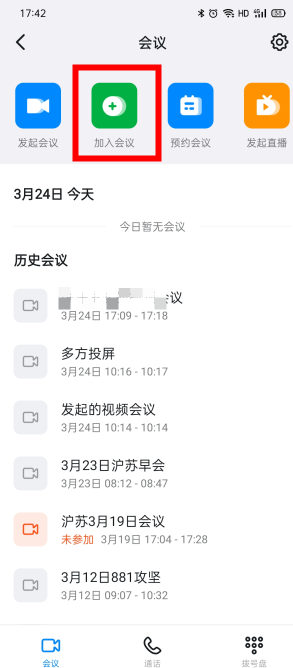 17:42
HD 4G 53
会议
发起会议 加入会议 预约会议 发起直播
3月24日 今天
今日暂无会议
历史会议
会议
3月24日 17:09 - 17:18
多方投屏
3月24日 10:16 - 10:17
发起的视频会议
3月24日 10:14 - 10:14
3月23日沪苏早会
3月23日 08:12 - 08:47
沪苏3月19日会议
未参加 3月19日 17:04 - 17:28
3月12日881攻坚
3月12日 09:07 - 10:32
会议 通话 拨号盘